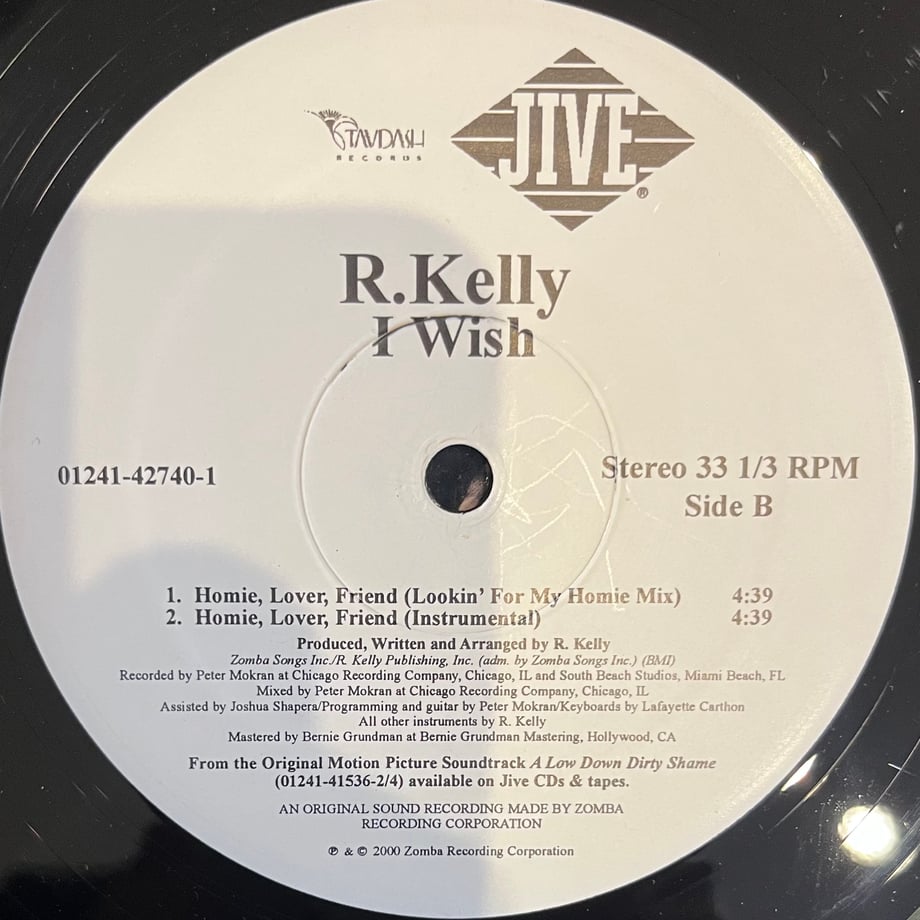 TAVDASH
RECORDS
JIVE
®
R.Kelly
I Wish
01241-42740-1
Stereo 33 1/3 RPM
Side B
1. Homie, Lover, Friend (Lookin' For My Homie Mix) 4:39
2. Homie, Lover, Friend (Instrumental) 4:39
Produced, Written and Arranged by R. Kelly
Zomba Songs Inc./R. Kelly Publishing, Inc. (adm. by Zomba Songs Inc.) (BMI)
Recorded by Peter Mokran at Chicago Recording Company, Chicago, IL and South Beach Studios, Miami Beach, FL
Mixed by Peter Mokran at Chicago Recording Company, Chicago, IL
Assisted by Joshua Shapera/Programming and guitar by Peter Mokran/Keyboards by Lafayette Carthon
All other instruments by R. Kelly
Mastered by Bernie Grundman at Bernie Grundman Mastering, Hollywood, CA
From the Original Motion Picture Soundtrack A Low Down Dirty Shame
(01241-41536-2/4) available on Jive CDs & tapes.
AN ORIGINAL SOUND RECORDING MADE BY ZOMBA
RECORDING CORPORATION
℗ & © 2000 Zomba Recording Corporation